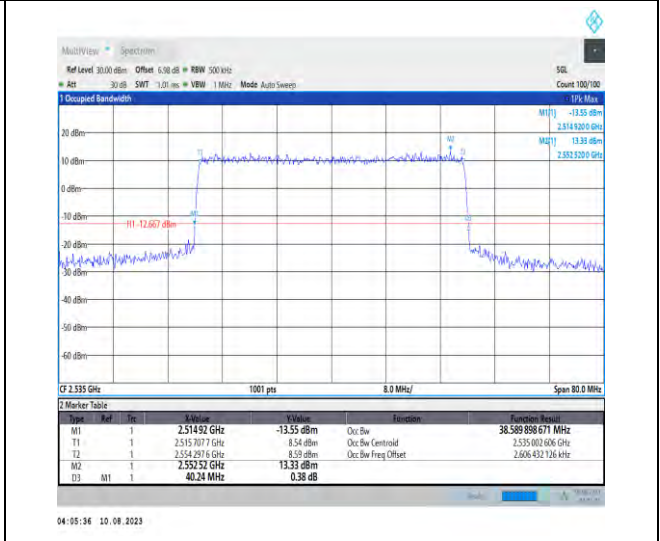 MultiView Spectrum
Ref Level 30.00 dBm Offset 6.98 dB RBW 500 kHz SGL
Att 30 dB SWT 1.01 ms VBW 1 MHz Mode Auto Sweep Count 100/100
1 Occupied Bandwidth 1Pk Max
M1[1] -13.55 dBm
2.514 920 0 GHz
M2[1] 13.33 dBm
2.552 520 0 GHz
20 dBm
10 dBm
0 dBm
-10 dBm
H1 -12.667 dBm
-20 dBm
-30 dBm
-40 dBm
-50 dBm
-60 dBm
M2
T1
M1
CF 2.535 GHz 1001 pts 8.0 MHz/ Span 80.0 MHz
2 Marker Table
Type Ref Trc X-Value Y-Value Function Function Result
M1 1 2.514 92 GHz -13.55 dBm Occ Bw 38.589 898 671 MHz
T1 1 2.515 707 7 GHz 8.54 dBm Occ Bw Centroid 2.535 002 606 GHz
T2 1 2.554 297 6 GHz 8.59 dBm Occ Bw Freq Offset 2.606 432 126 kHz
M2 1 2.552 52 GHz 13.33 dBm
D3 M1 1 40.24 MHz 0.38 dB
04:05:36 10.08.2023